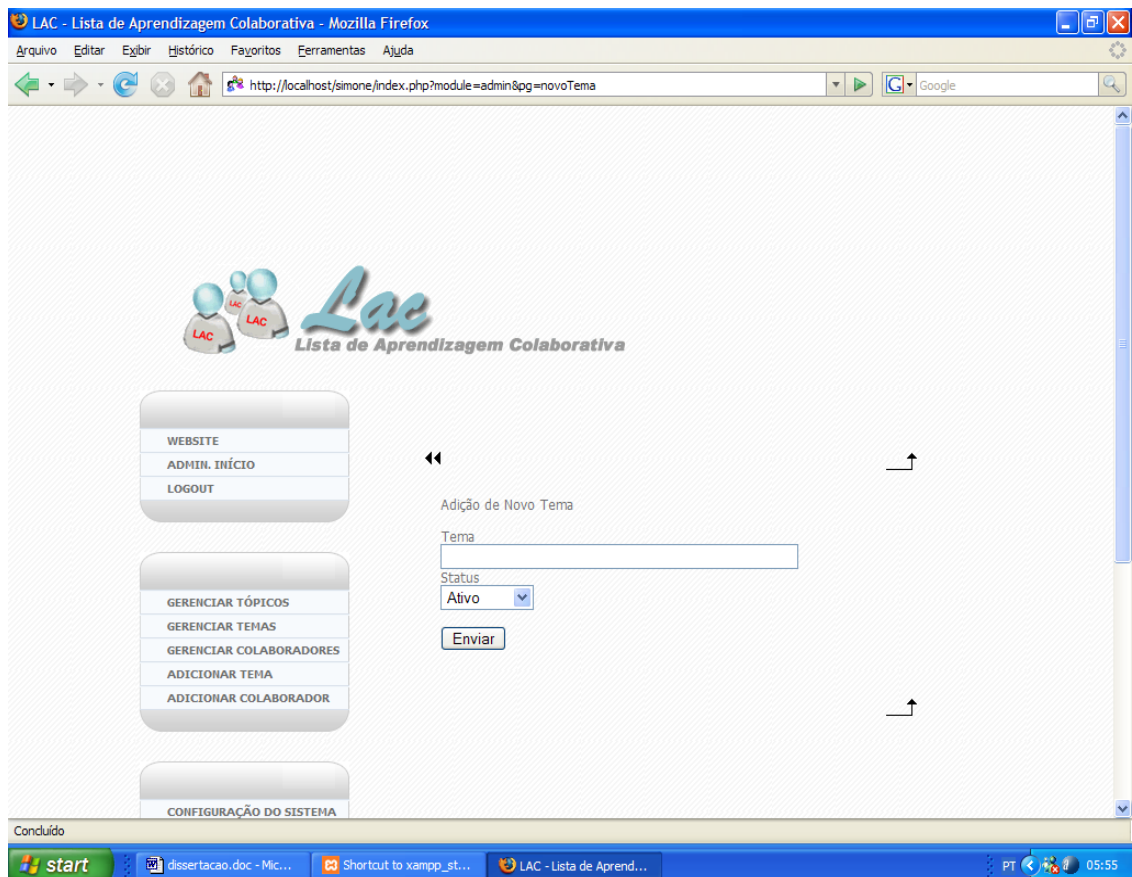 LAC - Lista de Aprendizagem Colaborativa - Mozilla Firefox
Arquivo Editar Exibir Histórico Favoritos Ferramentas Ajuda
http://localhost/simone/index.php?module=admin&pg=novoTema
G Google
LAC
LAC
LAC
Lac
Lista de Aprendizagem Colaborativa
WEBSITE
ADMIN. INÍCIO
LOGOUT
Adição de Novo Tema
Tema
Status
Ativo
Enviar
GERENCIAR TÓPICOS
GERENCIAR TEMAS
GERENCIAR COLABORADORES
ADICIONAR TEMA
ADICIONAR COLABORADOR
CONFIGURAÇÃO DO SISTEMA
Concluído
start dissertacao.doc - Mic... Shortcut to xampp_st... LAC - Lista de Aprend... PT 05:55